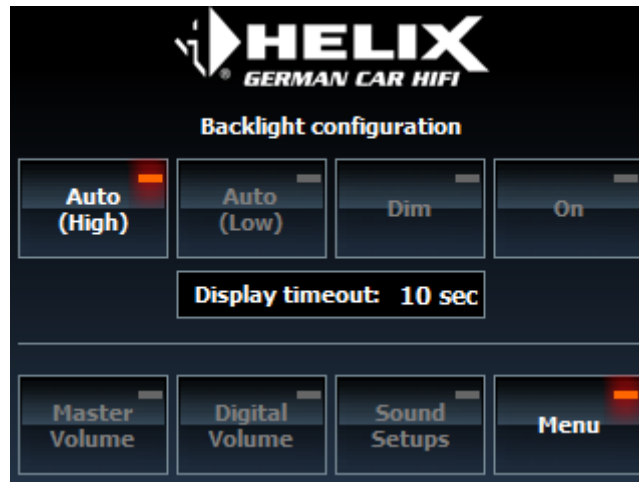 HELIX
GERMAN CAR HIFI
Backlight configuration
Auto
(High)
Auto
(Low)
Dim
On
Display timeout: 10 sec
Master
Volume
Digital
Volume
Sound
Setups
Menu